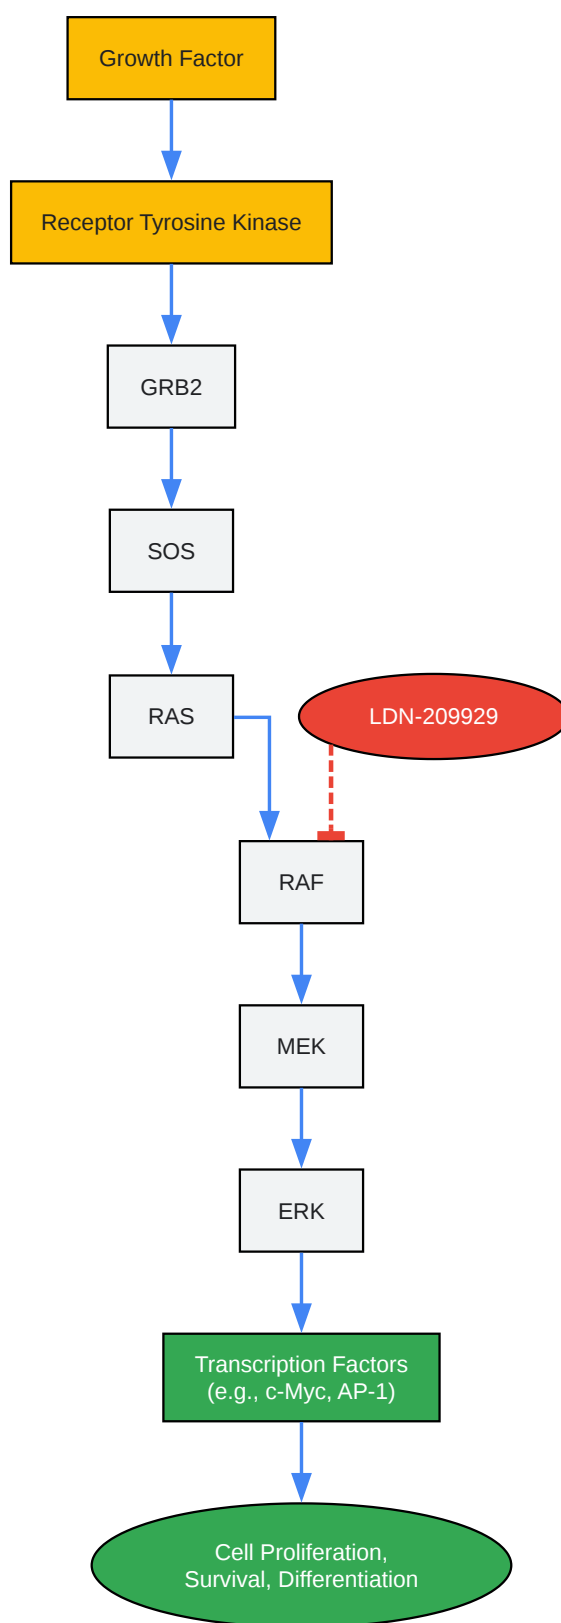 Growth Factor
Receptor Tyrosine Kinase
GRB2
SOS
RAS
LDN-209929
RAF
MEK
ERK
Transcription Factors
(e.g., c-Myc, AP-1)
Cell Proliferation,
Survival, Differentiation